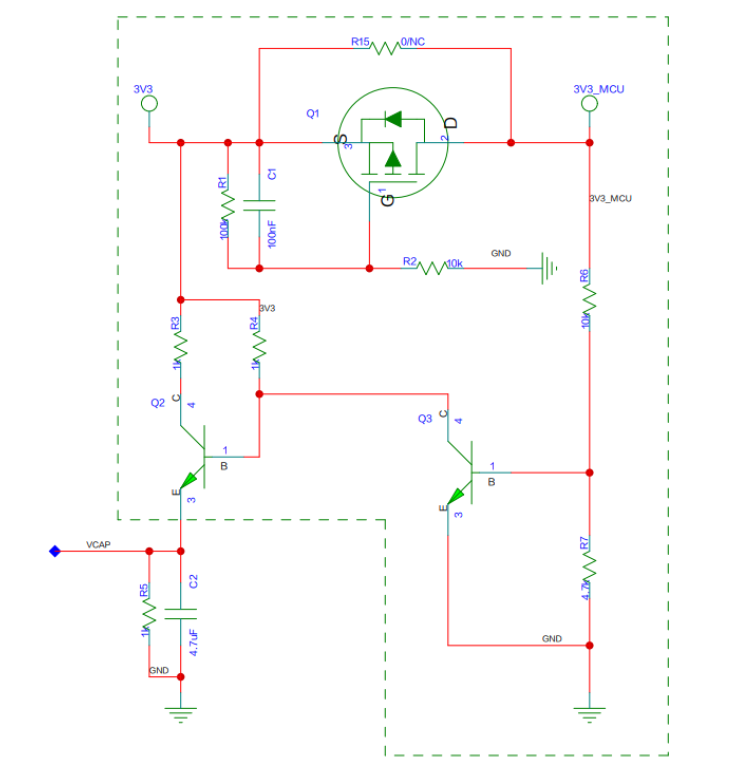 R15 0/NC
3V3
3V3_MCU
Q1
S
3
D
2
G
1
R1
100k
C1
100nF
3V3_MCU
R2
10k
GND
R6
10k
3V3
R3
1k
R4
1k
Q2
C
4
1
B
E
3
Q3
C
4
1
B
E
3
VCAP
R5
1k
C2
4.7uF
GND
R7
4.7k
GND